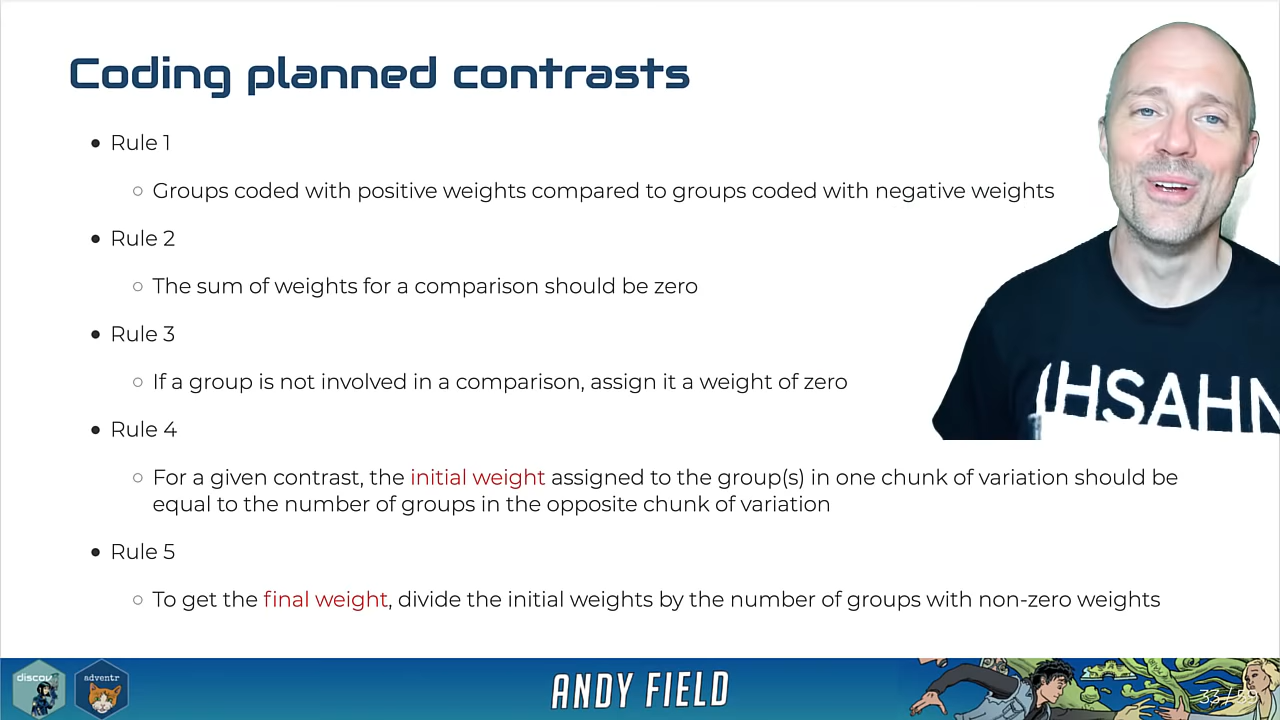 Coding planned contrasts
• Rule 1
○ Groups coded with positive weights compared to groups coded with negative weights
• Rule 2
○ The sum of weights for a comparison should be zero
• Rule 3
○ If a group is not involved in a comparison, assign it a weight of zero
• Rule 4
○ For a given contrast, the initial weight assigned to the group(s) in one chunk of variation should be
equal to the number of groups in the opposite chunk of variation
• Rule 5
○ To get the final weight, divide the initial weights by the number of groups with non-zero weights
IHSAHN
discov
adventr
ANDY FIELD